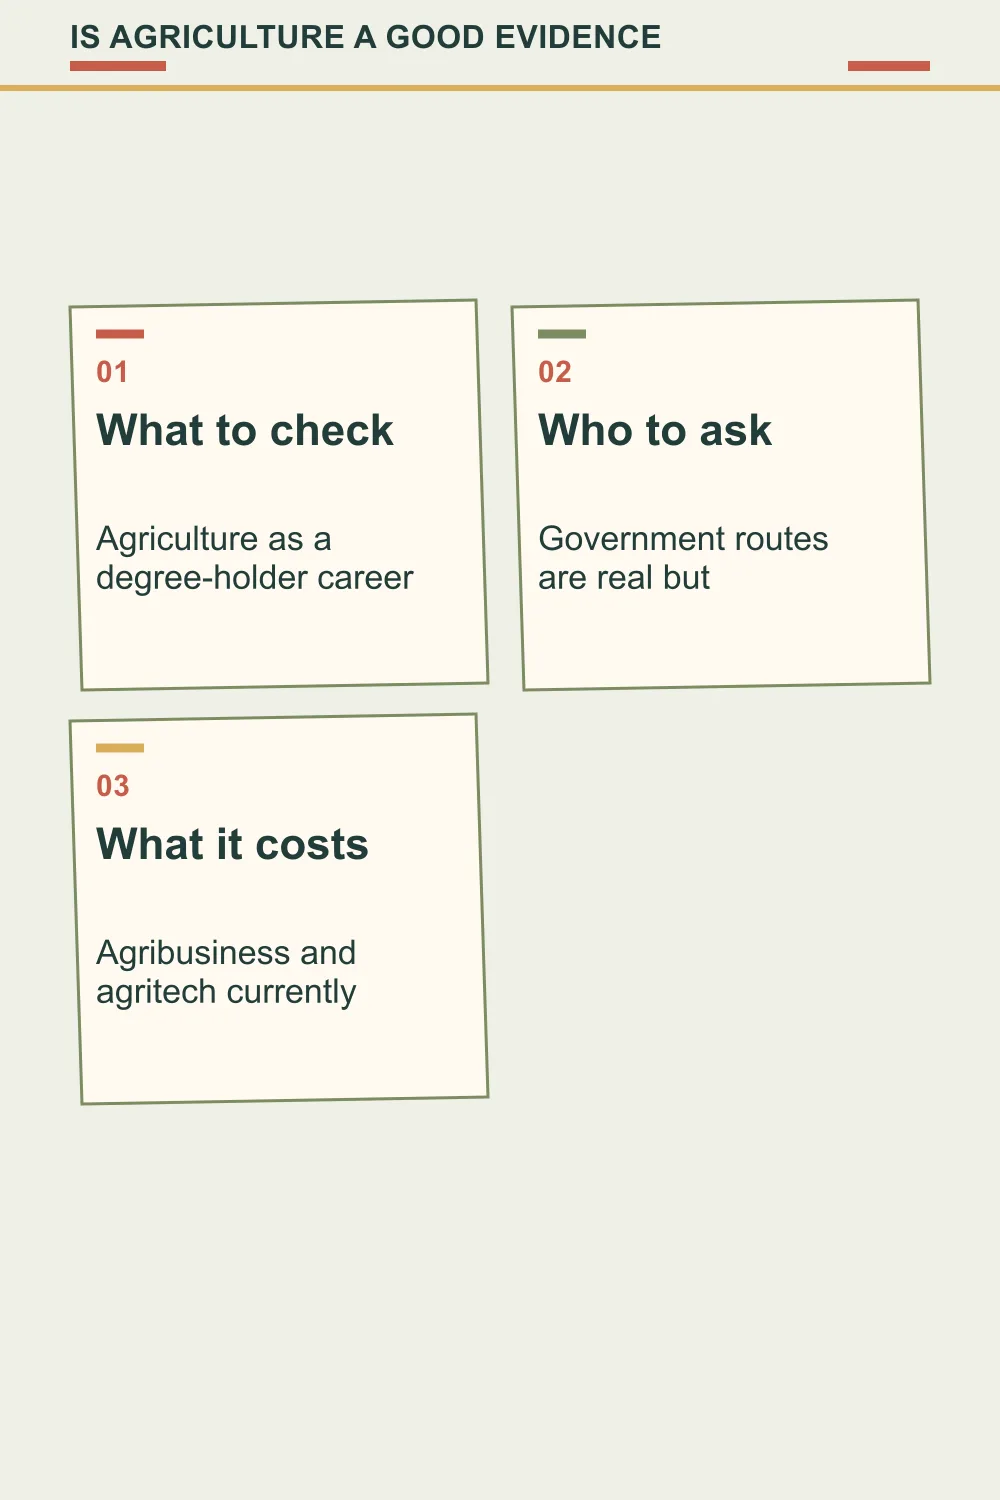 IS AGRICULTURE A GOOD EVIDENCE
01
What to check
Agriculture as a
degree-holder career
02
Who to ask
Government routes
are real but
03
What it costs
Agribusiness and
agritech currently